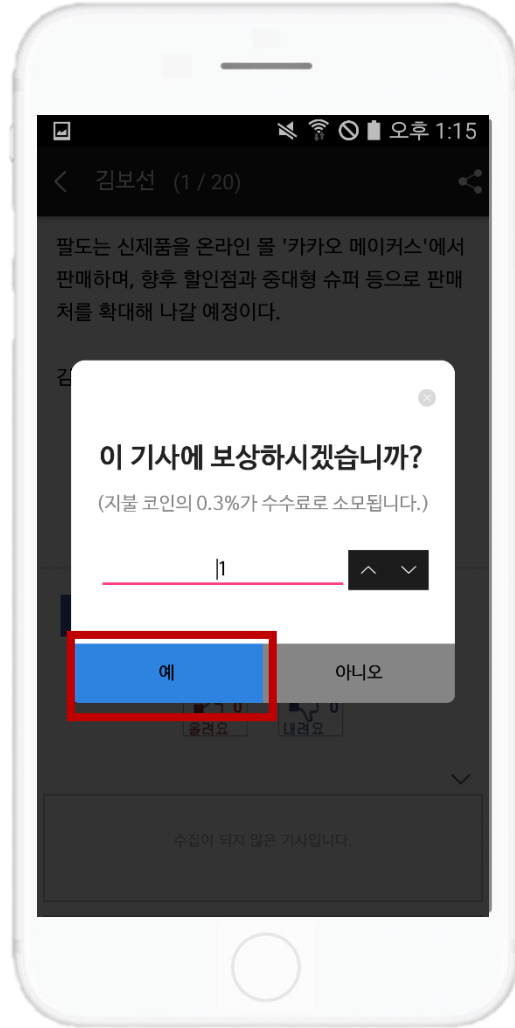 오후 1:15
김보선 (1 / 20)
팔도는 신제품을 온라인 몰 '카카오 메이커스'에서
판매하며, 향후 할인점과 중대형 슈퍼 등으로 판매
처를 확대해 나갈 예정이다.
이 기사에 보상하시겠습니까?
(지불 코인의 0.3%가 수수료로 소모됩니다.)
1
예
아니오
0
0
올려요
내려요
수집이 되지 않은 기사입니다.